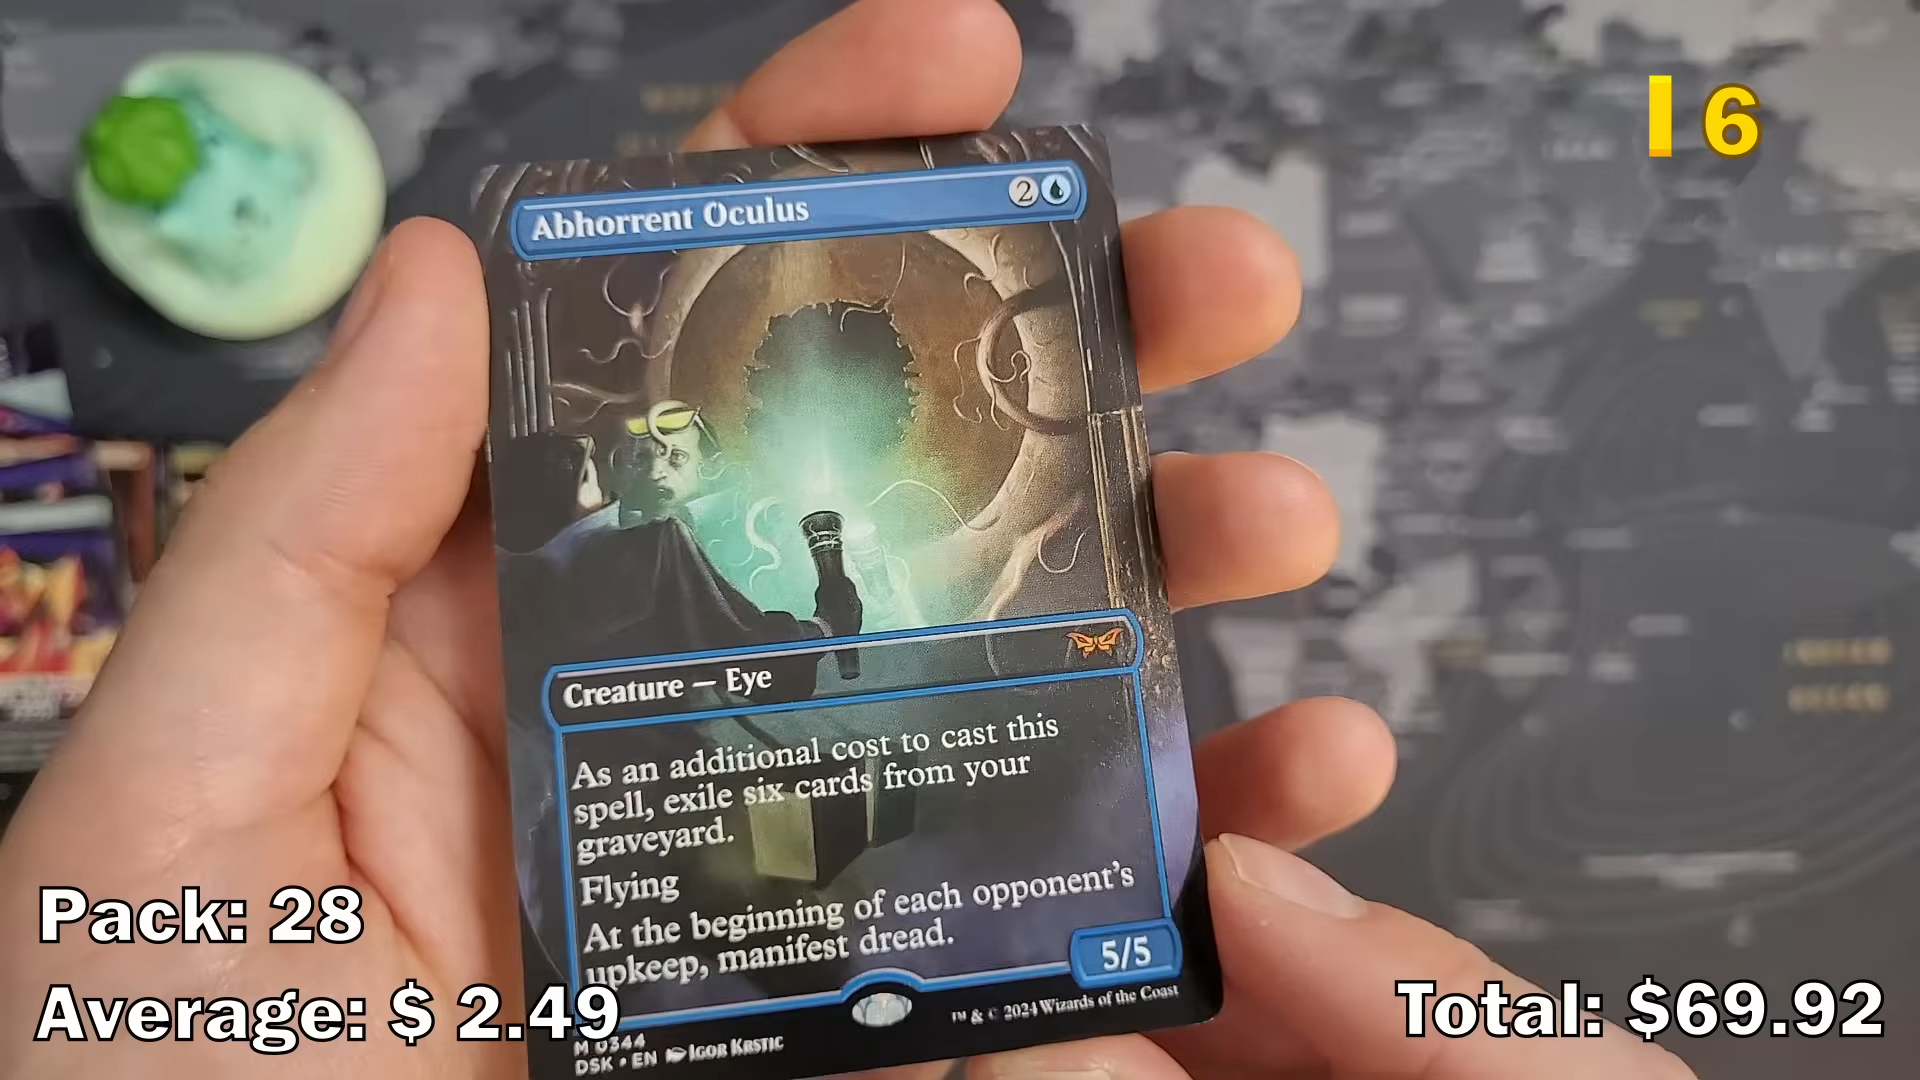 I 6
Abhorrent Oculus 2
Creature — Eye
As an additional cost to cast this
spell, exile six cards from your
graveyard.
Flying
At the beginning of each opponent's
upkeep, manifest dread.
5/5
™ & © 2024 Wizards of the Coast
M 0344
DSK • EN IGOR KRSTIC
Pack: 28
Average: $ 2.49
Total: $69.92